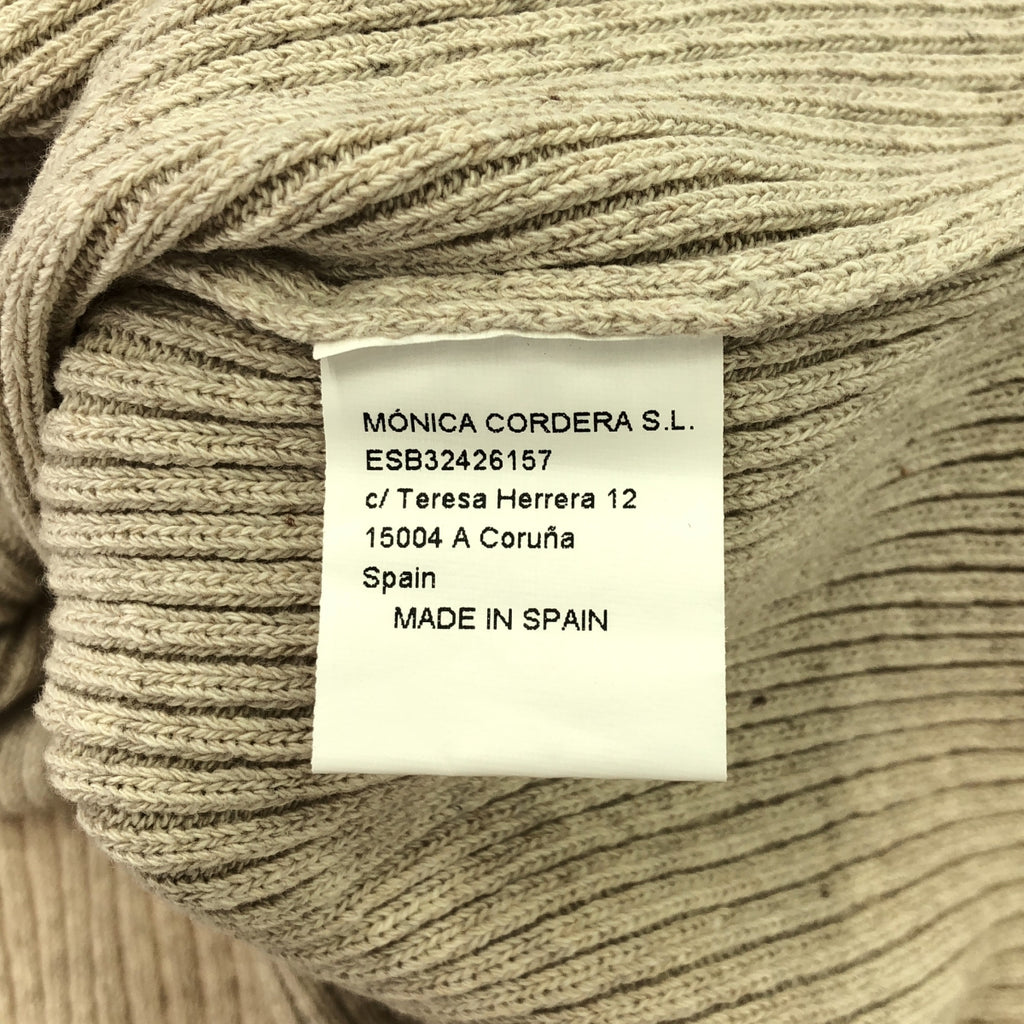 MÓNICA CORDERA S.L.
ESB32426157
c/ Teresa Herrera 12
15004 A Coruña
Spain
MADE IN SPAIN